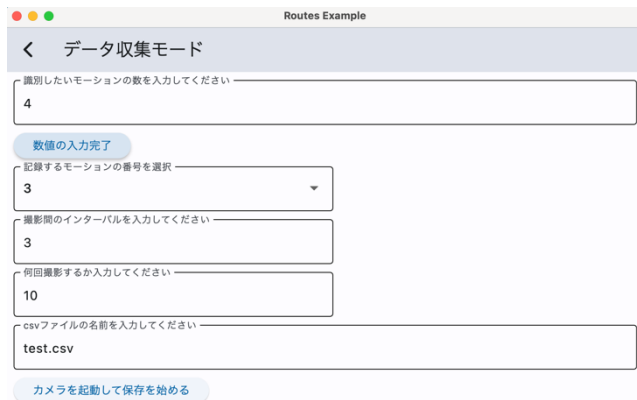 Routes Example
データ収集モード
識別したいモーションの数を入力してください
4
数値の入力完了
記録するモーションの番号を選択
3
撮影間のインターバルを入力してください
3
何回撮影するか入力してください
10
csvファイルの名前を入力してください
test.csv
カメラを起動して保存を始める